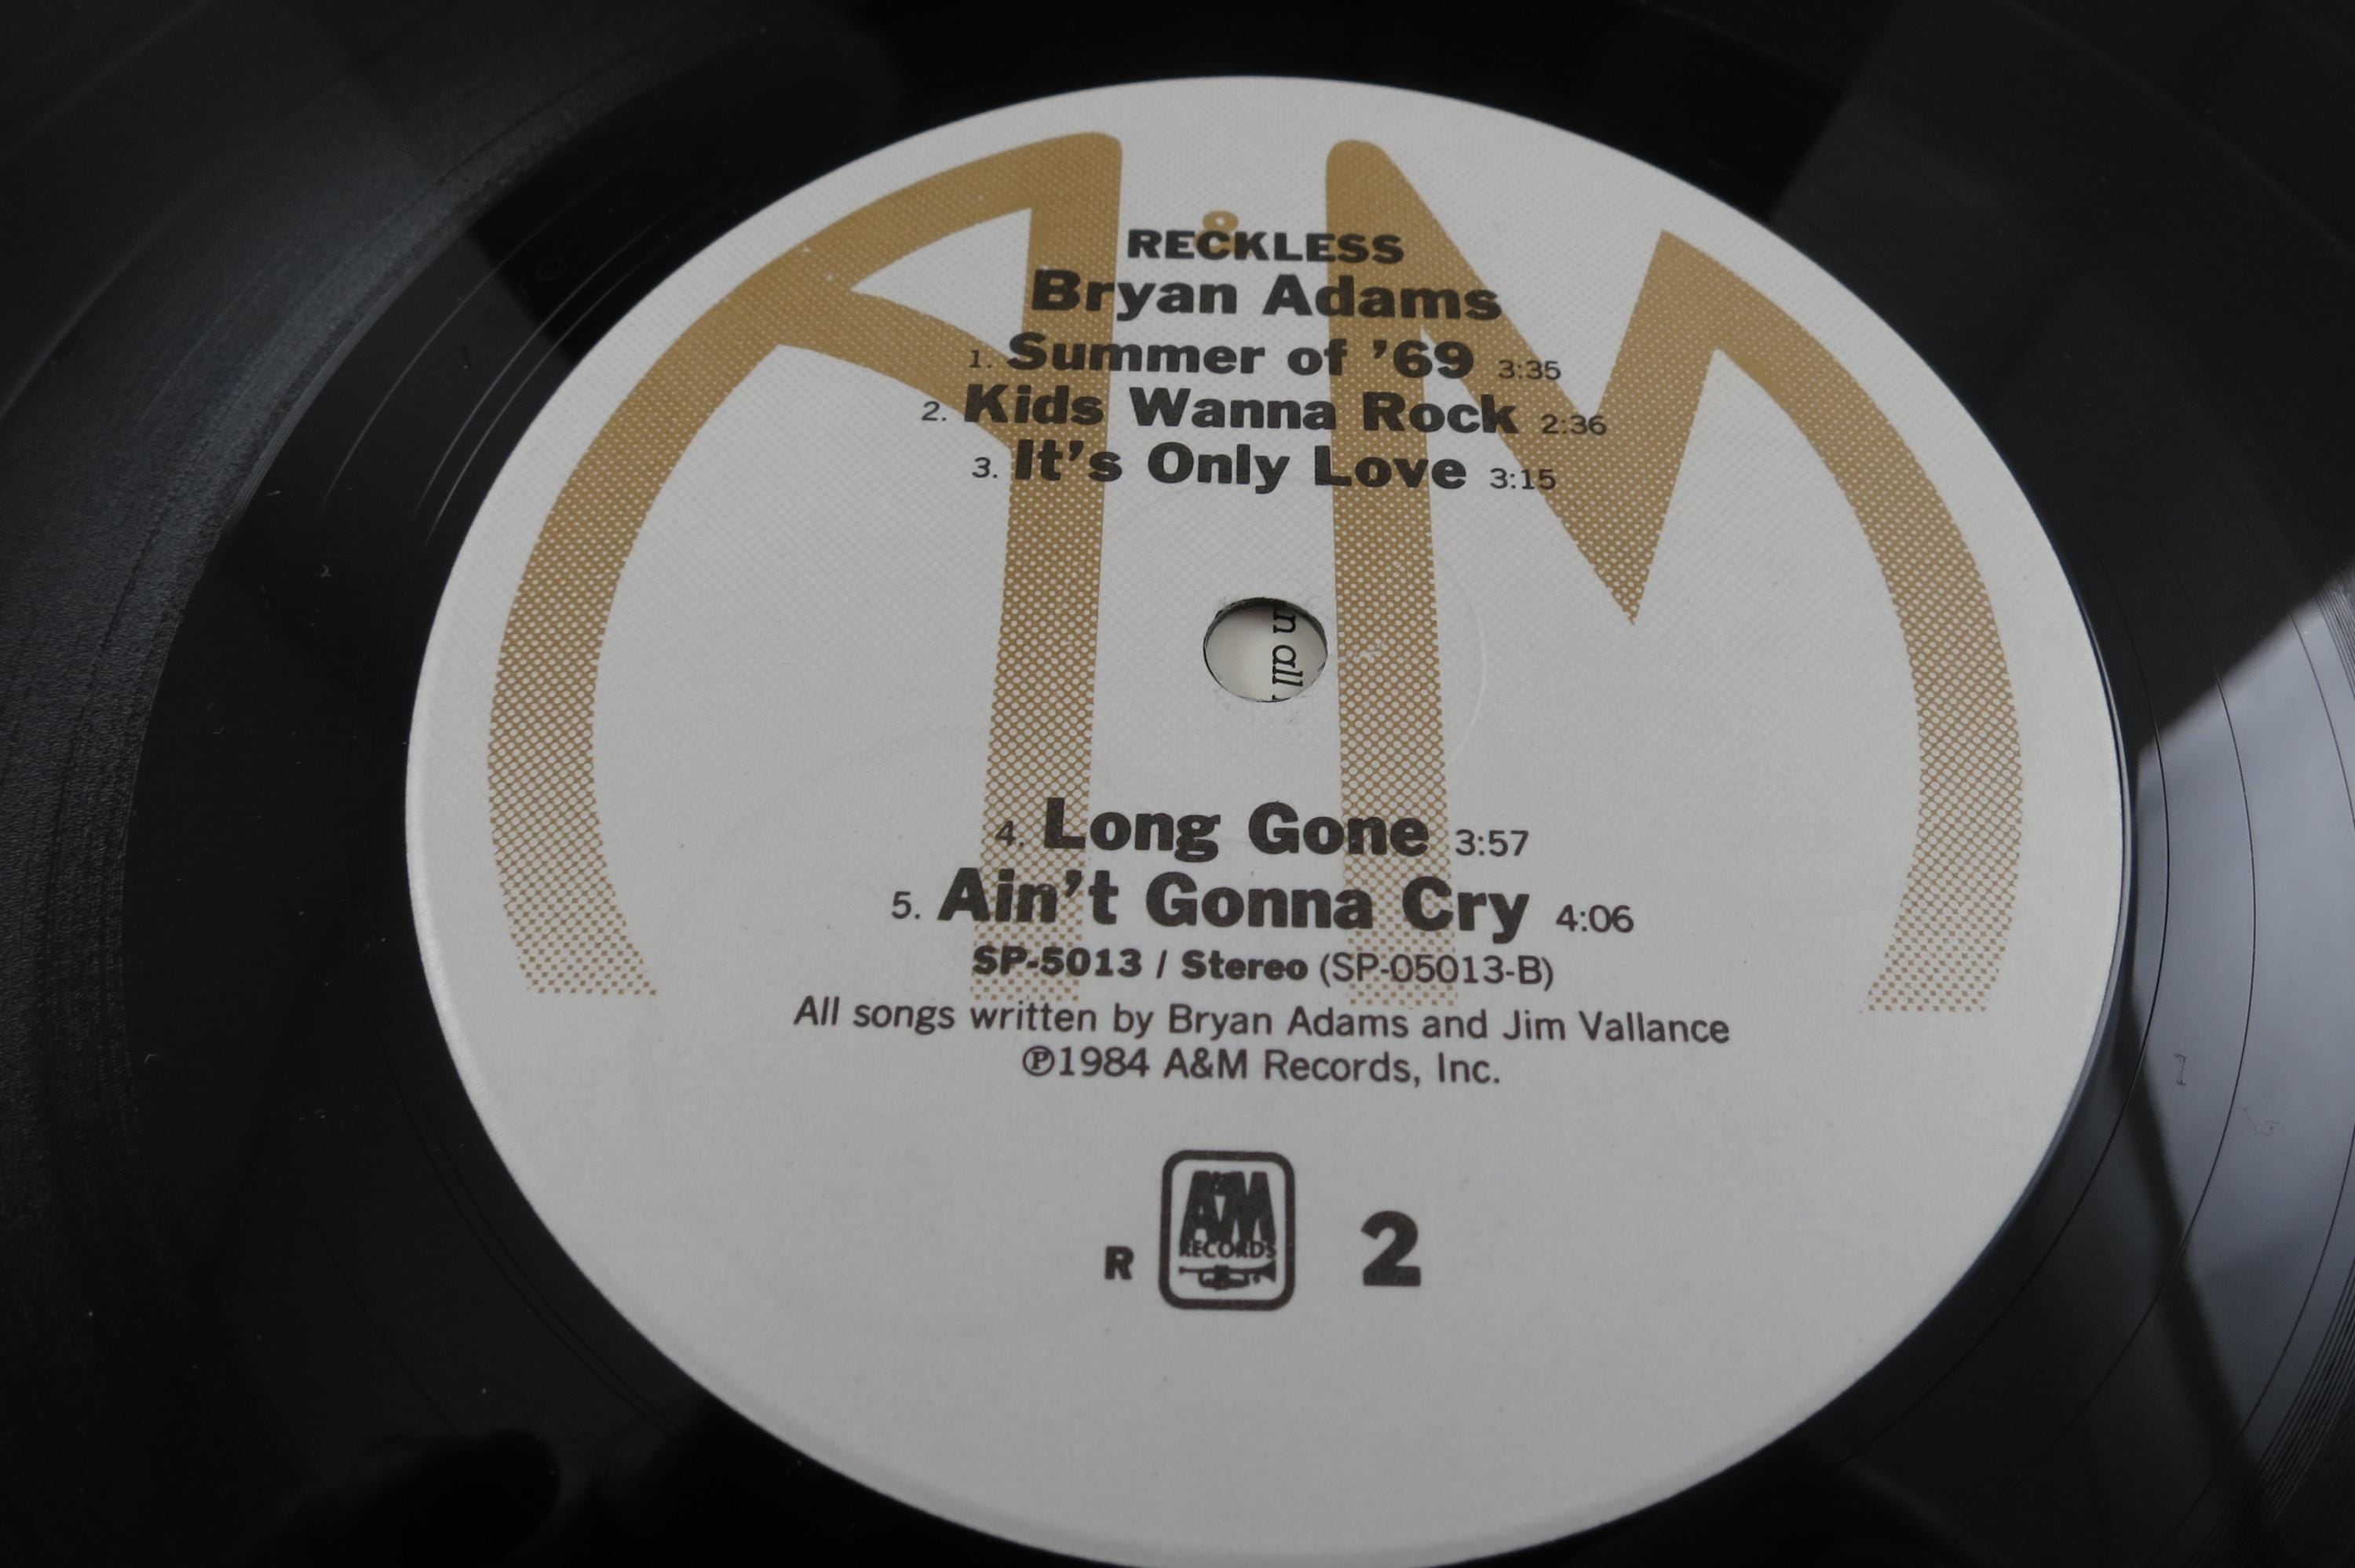 A & M
RECKLESS
Bryan Adams
1. Summer of ’69 3:35
2. Kids Wanna Rock 2:36
3. It’s Only Love 3:15
n all
4. Long Gone 3:57
5. Ain’t Gonna Cry 4:06
SP-5013 / Stereo (SP-05013-B)
All songs written by Bryan Adams and Jim Vallance
℗1984 A&M Records, Inc.
A&M
R 2
RECORDS